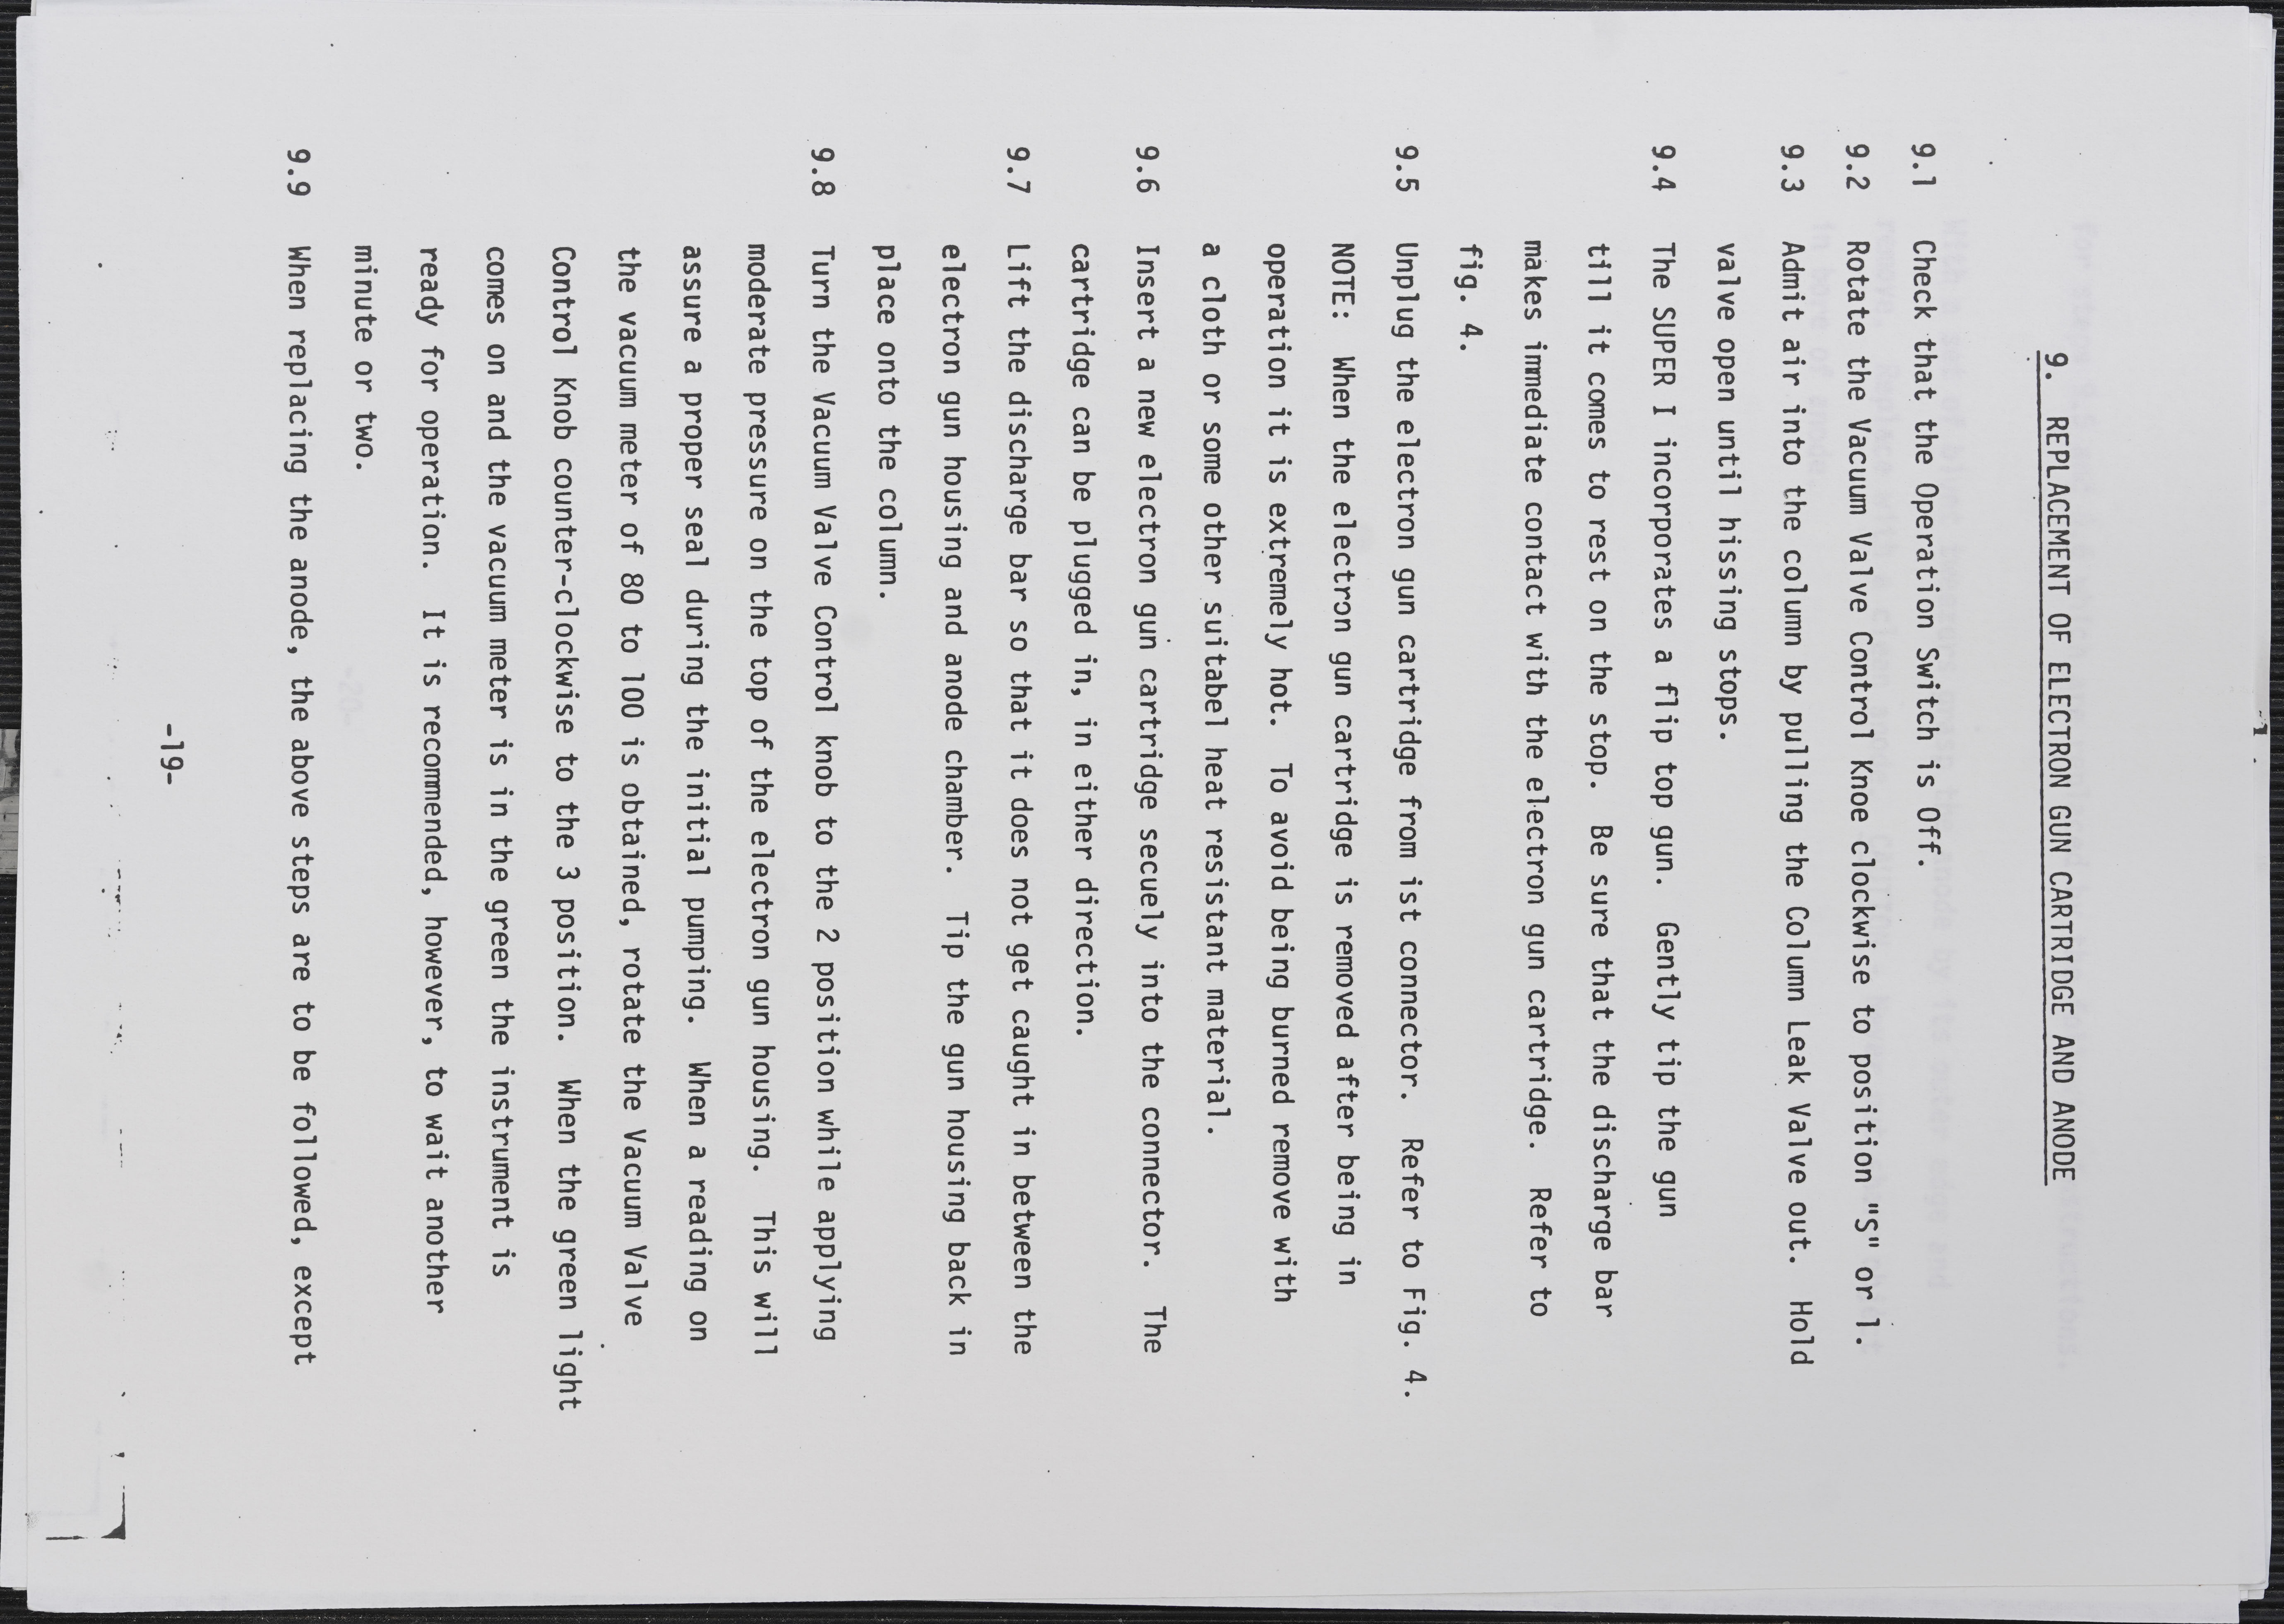 9. REPLACEMENT OF ELECTRON GUN CARTRIDGE AND ANODE
9.1 Check that the Operation Switch is Off.
9.2 Rotate the Vacuum Valve Control Knoe clockwise to position "S" or 1.
9.3 Admit air into the column by pulling the Column Leak Valve out. Hold
valve open until hissing stops.
9.4 The SUPER I incorporates a flip top gun. Gently tip the gun
till it comes to rest on the stop. Be sure that the discharge bar
makes immediate contact with the electron gun cartridge. Refer to
fig. 4.
9.5 Unplug the electron gun cartridge from ist connector. Refer to Fig. 4.
NOTE: When the electron gun cartridge is removed after being in
operation it is extremely hot. To avoid being burned remove with
a cloth or some other suitabel heat resistant material.
9.6 Insert a new electron gun cartridge secuely into the connector. The
cartridge can be plugged in, in either direction.
9.7 Lift the discharge bar so that it does not get caught in between the
electron gun housing and anode chamber. Tip the gun housing back in
place onto the column.
9.8 Turn the Vacuum Valve Control knob to the 2 position while applying
moderate pressure on the top of the electron gun housing. This will
assure a proper seal during the initial pumping. When a reading on
the vacuum meter of 80 to 100 is obtained, rotate the Vacuum Valve
Control Knob counter-clockwise to the 3 position. When the green light
comes on and the vacuum meter is in the green the instrument is
ready for operation. It is recommended, however, to wait another
minute or two.
9.9 When replacing the anode, the above steps are to be followed, except
-19-